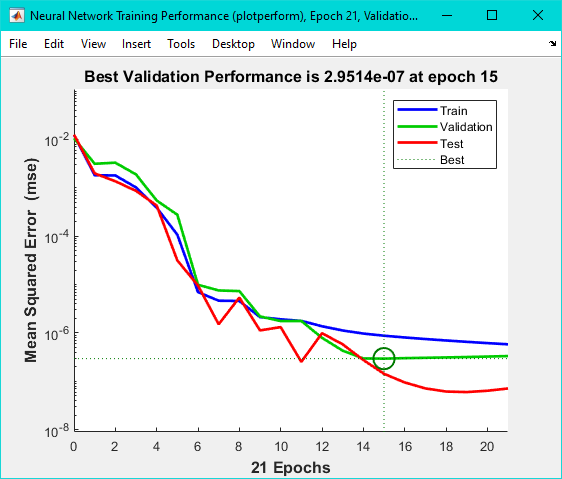 Neural Network Training Performance (plotperform), Epoch 21, Validatio...
File Edit View Insert Tools Desktop Window Help
Best Validation Performance is 2.9514e-07 at epoch 15
Train
Validation
Test
Best
Mean Squared Error (mse)
10^-2
10^-4
10^-6
10^-8
0 2 4 6 8 10 12 14 16 18 20
21 Epochs